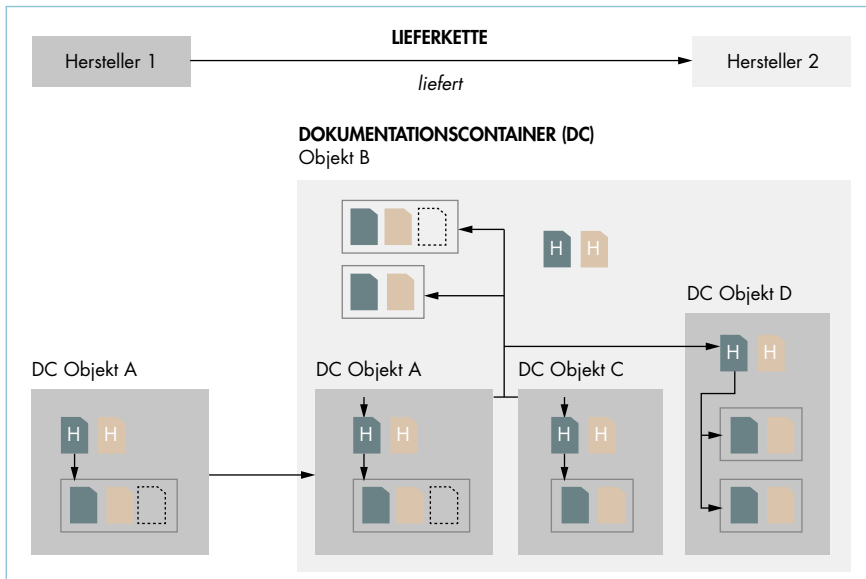 LIEFERKETTE
Hersteller 1
Hersteller 2
liefert
DOKUMENTATIONSCONTAINER (DC)
Objekt B
H H
DC Objekt D
H H
DC Objekt A
DC Objekt A
DC Objekt C
H H
H H
H H